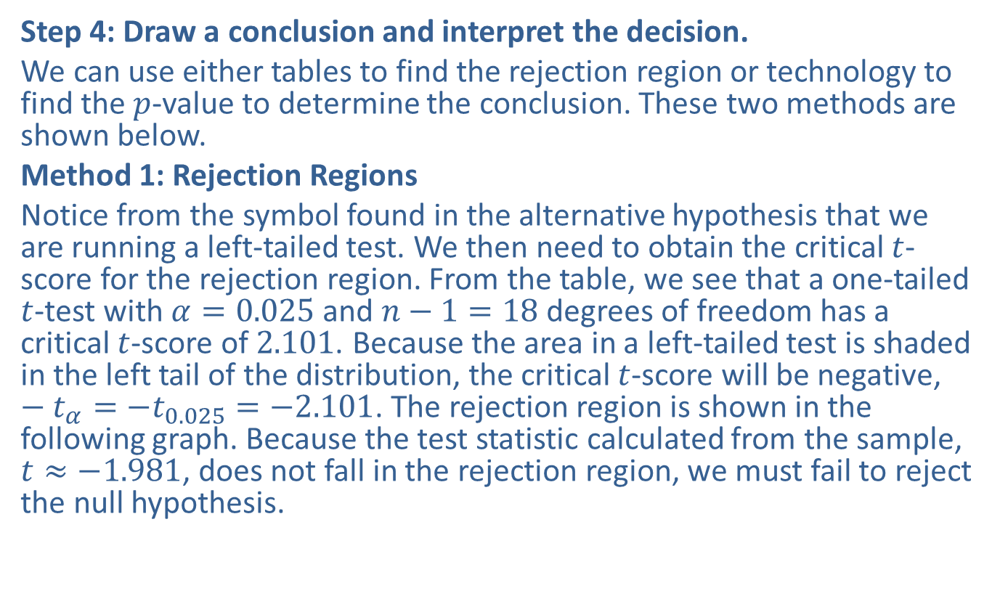 Step 4: Draw a conclusion and interpret the decision.
We can use either tables to find the rejection region or technology to
find the p-value to determine the conclusion. These two methods are
shown below.
Method 1: Rejection Regions
Notice from the symbol found in the alternative hypothesis that we
are running a left-tailed test. We then need to obtain the critical t-
score for the rejection region. From the table, we see that a one-tailed
t-test with α = 0.025 and n − 1 = 18 degrees of freedom has a
critical t-score of 2.101. Because the area in a left-tailed test is shaded
in the left tail of the distribution, the critical t-score will be negative,
− tα = −t0.025 = −2.101. The rejection region is shown in the
following graph. Because the test statistic calculated from the sample,
t ≈ −1.981, does not fall in the rejection region, we must fail to reject
the null hypothesis.